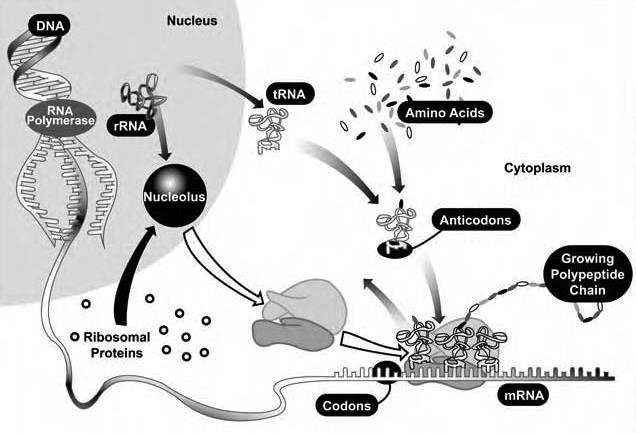 DNA
Nucleus
RNA
Polymerase
rRNA
tRNA
Amino Acids
Nucleolus
Cytoplasm
Anticodons
Growing
Polypeptide
Chain
Ribosomal
Proteins
Codons
mRNA